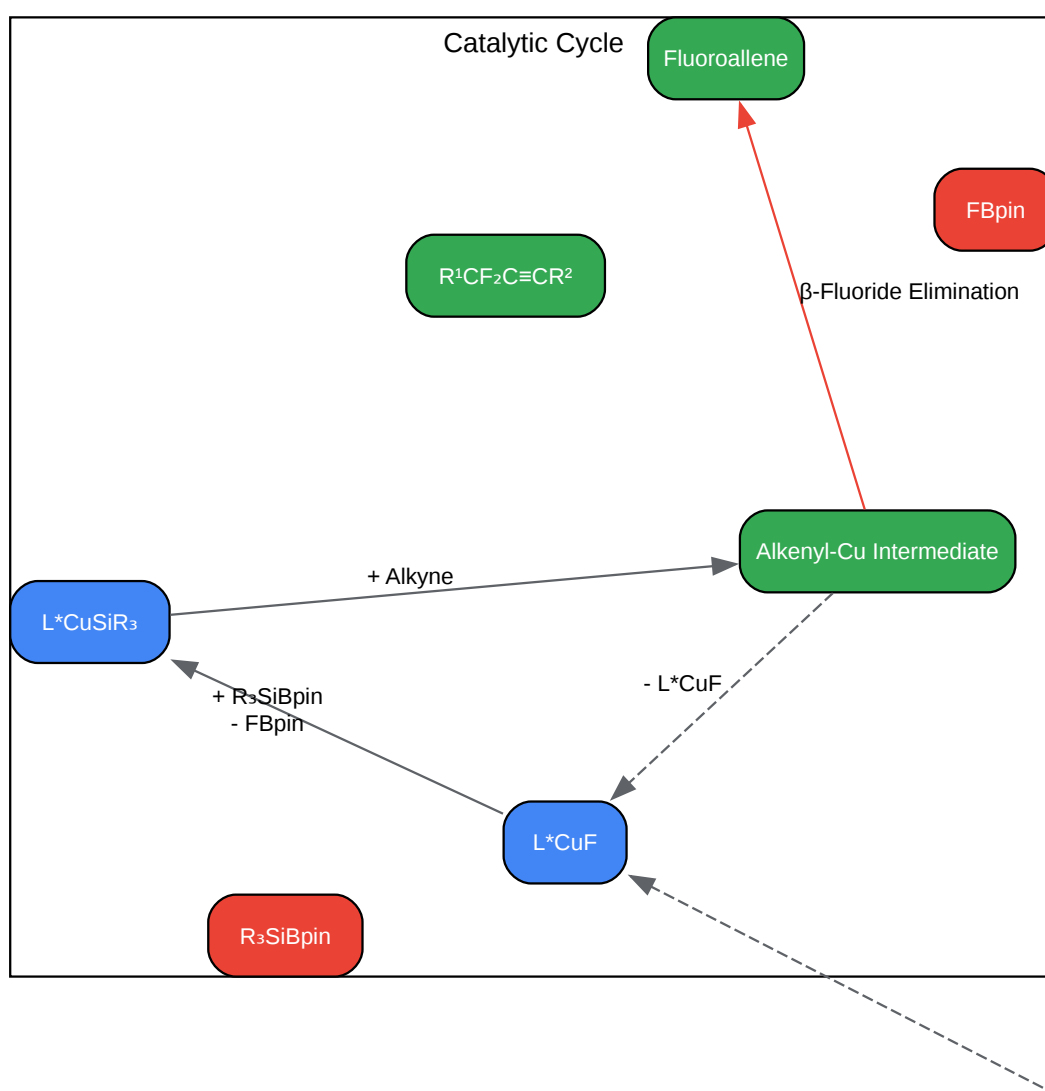 Catalytic Cycle
Fluoroallene
FBpin
R¹CF₂C≡CR²
β-Fluoride Elimination
Alkenyl-Cu Intermediate
+ Alkyne
L*CuSiR₃
+ R₃SiBpin
- FBpin
- L*CuF
L*CuF
R₃SiBpin